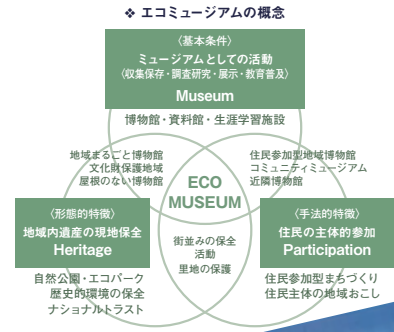 ❖ エコミュージアムの概念
〈基本条件〉
ミュージアムとしての活動
〈収集保存・調査研究・展示・教育普及〉
Museum
博物館・資料館・生涯学習施設
地域まるごと博物館
文化財保護地域
屋根のない博物館
住民参加型地域博物館
コミュニティミュージアム
近隣博物館
ECO
MUSEUM
〈形態的特徴〉
地域内遺産の現地保全
Heritage
〈手法的特徴〉
住民の主体的参加
Participation
街並みの保全
活動
里地の保護
自然公園・エコパーク
歴史的環境の保全
ナショナルトラスト
住民参加型まちづくり
住民主体の地域おこし